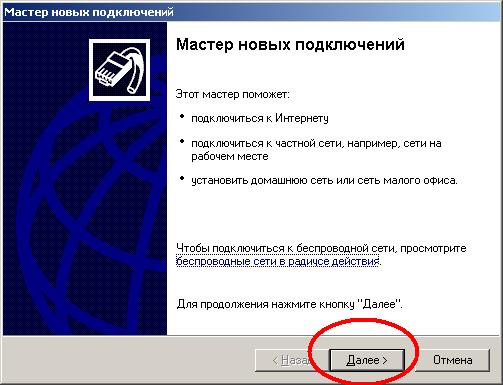 Мастер новых подключений
Мастер новых подключений
Этот мастер поможет:
• подключиться к Интернету
• подключиться к частной сети, например, сети на
рабочем месте
• установить домашнюю сеть или сеть малого офиса.
Чтобы подключиться к беспроводной сети, просмотрите
беспроводные сети в радиусе действия.
Для продолжения нажмите кнопку "Далее".
< Назад Далее > Отмена